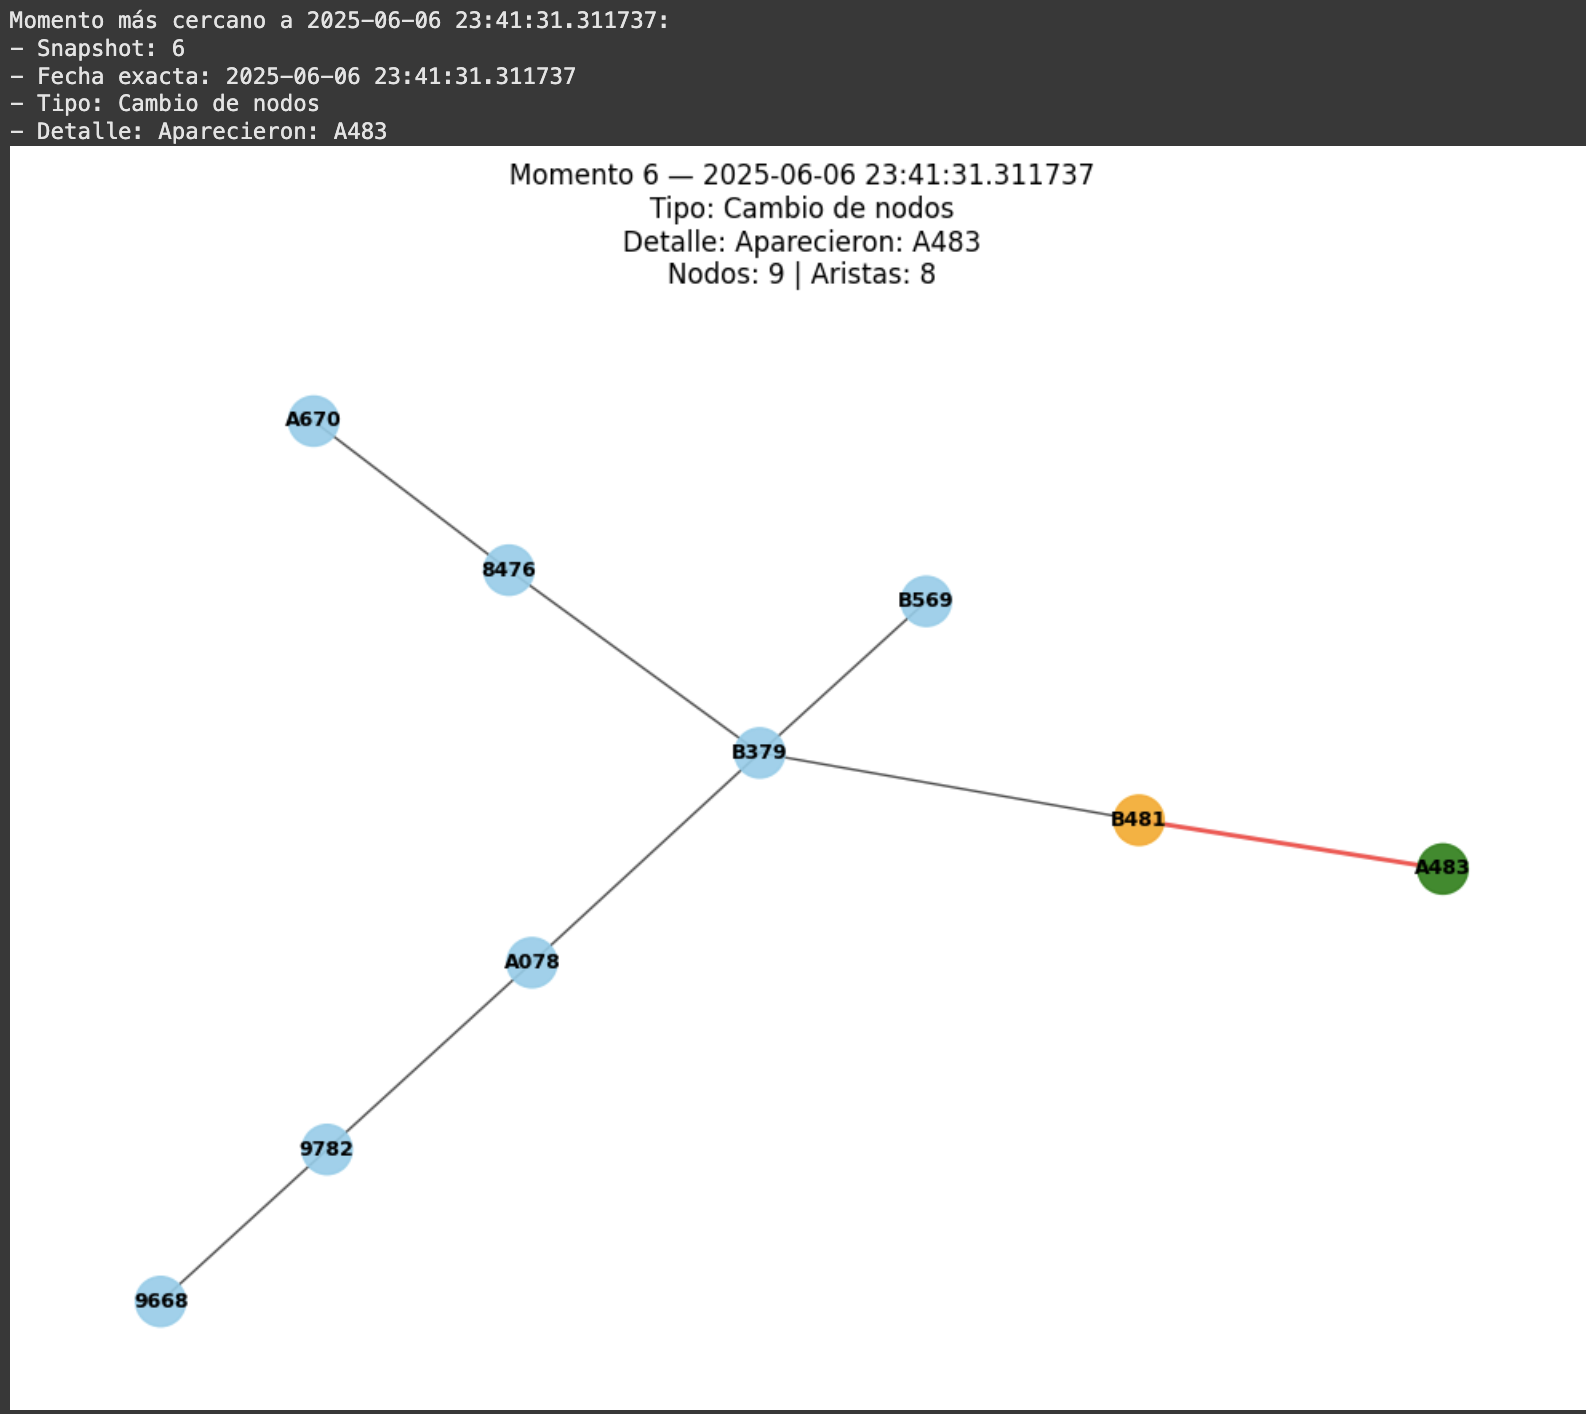 Momento más cercano a 2025-06-06 23:41:31.311737:
- Snapshot: 6
- Fecha exacta: 2025-06-06 23:41:31.311737
- Tipo: Cambio de nodos
- Detalle: Aparecieron: A483
Momento 6 — 2025-06-06 23:41:31.311737
Tipo: Cambio de nodos
Detalle: Aparecieron: A483
Nodos: 9 | Aristas: 8
A670
8476
B569
B379
B481
A483
A078
9782
9668